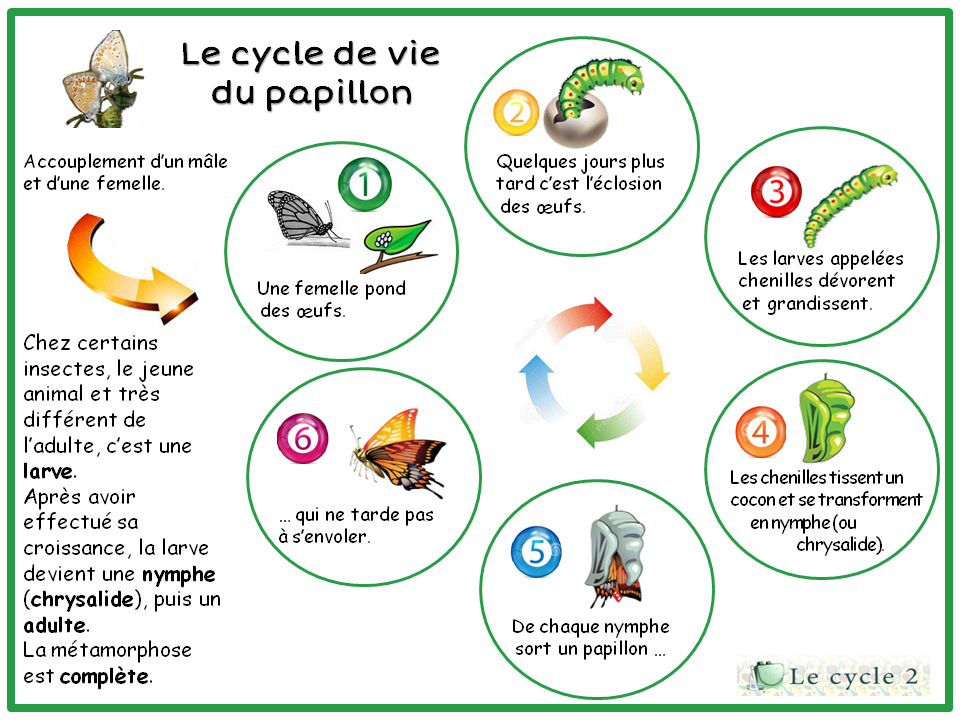 Le cycle de vie
du papillon
Accouplement d'un mâle
et d'une femelle.
1
Une femelle pond
des œufs.
2
Quelques jours plus
tard c'est l'éclosion
des œufs.
3
Les larves appelées
chenilles dévorent
et grandissent.
4
Les chenilles tissent un
cocon et se transforment
en nymphe (ou
chrysalide).
5
De chaque nymphe
sort un papillon ...
6
... qui ne tarde pas
à s'envoler.
Chez certains
insectes, le jeune
animal et très
différent de
l'adulte, c'est une
larve.
Après avoir
effectué sa
croissance, la larve
devient une nymphe
(chrysalide), puis un
adulte.
La métamorphose
est complète.
Le cycle 2